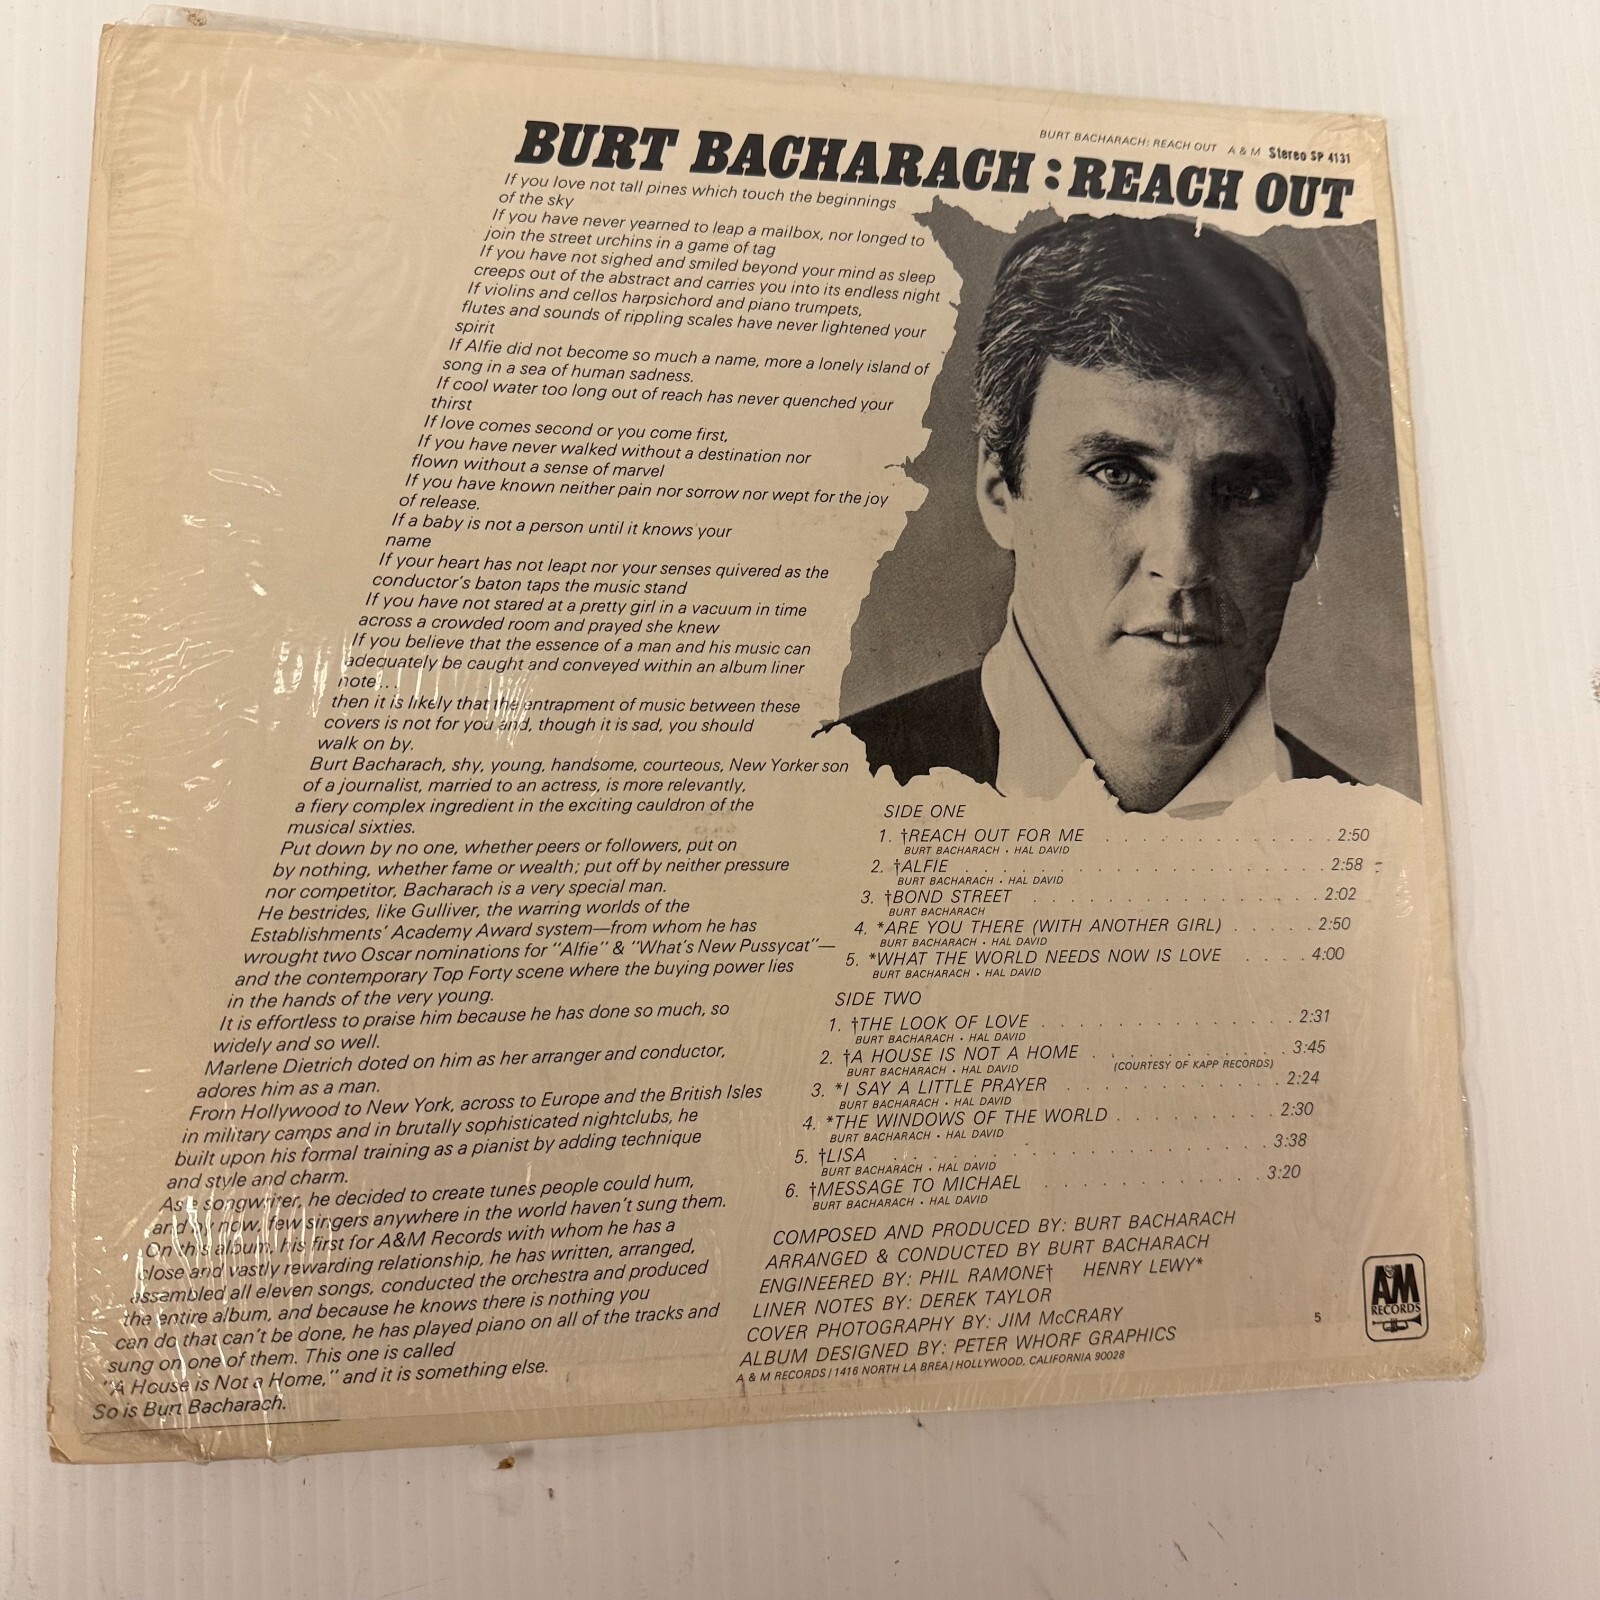 BURT BACHARACH: REACH OUT A & M Stereo SP 4131
BURT BACHARACH : REACH OUT
If you love not tall pines which touch the beginnings
of the sky
If you have never yearned to leap a mailbox, nor longed to
join the street urchins in a game of tag
If you have not sighed and smiled beyond your mind as sleep
creeps out of the abstract and carries you into its endless night
If violins and cellos harpsichord and piano trumpets,
flutes and sounds of rippling scales have never lightened your
spirit
If Alfie did not become so much a name, more a lonely island of
song in a sea of human sadness.
If cool water too long out of reach has never quenched your
thirst
If love comes second or you come first,
If you have never walked without a destination nor
flown without a sense of marvel
If you have known neither pain nor sorrow nor wept for the joy
of release.
If a baby is not a person until it knows your
name
If your heart has not leapt nor your senses quivered as the
conductor's baton taps the music stand
If you have not stared at a pretty girl in a vacuum in time
across a crowded room and prayed she knew
If you believe that the essence of a man and his music can
adequately be caught and conveyed within an album liner
note...
then it is likely that the entrapment of music between these
covers is not for you and, though it is sad, you should
walk on by.
Burt Bacharach, shy, young, handsome, courteous, New Yorker son
of a journalist, married to an actress, is more relevantly,
a fiery complex ingredient in the exciting cauldron of the
musical sixties.
Put down by no one, whether peers or followers, put on
by nothing, whether fame or wealth; put off by neither pressure
nor competitor, Bacharach is a very special man.
He bestrides, like Gulliver, the warring worlds of the
Establishments' Academy Award system—from whom he has
wrought two Oscar nominations for "Alfie" & "What's New Pussycat"—
and the contemporary Top Forty scene where the buying power lies
in the hands of the very young.
It is effortless to praise him because he has done so much, so
widely and so well.
Marlene Dietrich doted on him as her arranger and conductor,
adores him as a man.
From Hollywood to New York, across to Europe and the British Isles
in military camps and in brutally sophisticated nightclubs, he
built upon his formal training as a pianist by adding technique
and style and charm.
As a songwriter, he decided to create tunes people could hum,
and by now, few singers anywhere in the world haven't sung them.
On this album, his first for A&M Records with whom he has a
close and vastly rewarding relationship, he has written, arranged,
assembled all eleven songs, conducted the orchestra and produced
the entire album, and because he knows there is nothing you
can do that can't be done, he has played piano on all of the tracks and
sung on one of them. This one is called
"A House is Not a Home," and it is something else.
So is Burt Bacharach.
SIDE ONE
1. †REACH OUT FOR ME . . . . . . . . . . . . . 2:50
BURT BACHARACH • HAL DAVID
2. †ALFIE . . . . . . . . . . . . . . . . . . 2:58
BURT BACHARACH • HAL DAVID
3. †BOND STREET . . . . . . . . . . . . . . . 2:02
BURT BACHARACH
4. *ARE YOU THERE (WITH ANOTHER GIRL) . . . . . 2:50
BURT BACHARACH • HAL DAVID
5. *WHAT THE WORLD NEEDS NOW IS LOVE . . . . 4:00
BURT BACHARACH • HAL DAVID
SIDE TWO
1. †THE LOOK OF LOVE . . . . . . . . . . . . . 2:31
BURT BACHARACH • HAL DAVID
2. †A HOUSE IS NOT A HOME . . . . . . . . . . 3:45
BURT BACHARACH • HAL DAVID (COURTESY OF KAPP RECORDS)
3. *I SAY A LITTLE PRAYER . . . . . . . . . . . 2:24
BURT BACHARACH • HAL DAVID
4. *THE WINDOWS OF THE WORLD . . . . . . . . . 2:30
BURT BACHARACH • HAL DAVID
5. †LISA . . . . . . . . . . . . . . . . . . 3:38
BURT BACHARACH • HAL DAVID
6. †MESSAGE TO MICHAEL . . . . . . . . . . . . 3:20
BURT BACHARACH • HAL DAVID
COMPOSED AND PRODUCED BY: BURT BACHARACH
ARRANGED & CONDUCTED BY BURT BACHARACH
ENGINEERED BY: PHIL RAMONE† HENRY LEWY*
LINER NOTES BY: DEREK TAYLOR
COVER PHOTOGRAPHY BY: JIM McCRARY
ALBUM DESIGNED BY: PETER WHORF GRAPHICS
A & M RECORDS / 1416 NORTH LA BREA / HOLLYWOOD, CALIFORNIA 90028
5
A&M
RECORDS